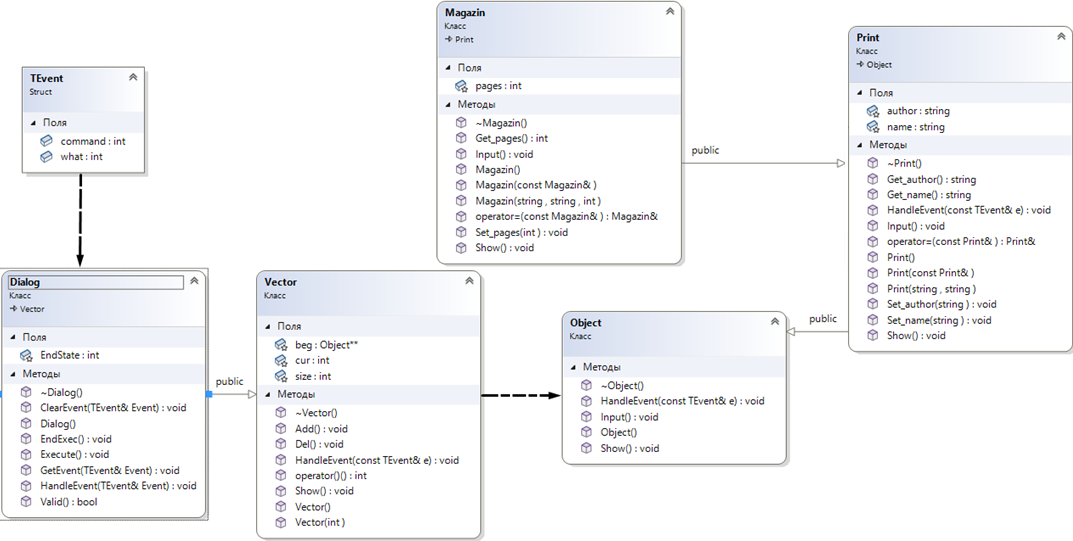 TEvent
Struct
Поля
command : int
what : int
Magazin
Класс
Print
Поля
pages : int
Методы
~Magazin()
Get_pages() : int
Input() : void
Magazin()
Magazin(const Magazin& )
Magazin(string , string , int )
operator=(const Magazin& ) : Magazin&
Set_pages(int ) : void
Show() : void
public
Print
Класс
Object
Поля
author : string
name : string
Методы
~Print()
Get_author() : string
Get_name() : string
HandleEvent(const TEvent& e) : void
Input() : void
operator=(const Print& ) : Print&
Print()
Print(const Print& )
Print(string , string )
Set_author(string ) : void
Set_name(string ) : void
Show() : void
public
Dialog
Класс
Vector
Поля
EndState : int
Методы
~Dialog()
ClearEvent(TEvent& Event) : void
Dialog()
EndExec() : void
Execute() : void
GetEvent(TEvent& Event) : void
HandleEvent(TEvent& Event) : void
Valid() : bool
public
Vector
Класс
Поля
beg : Object**
cur : int
size : int
Методы
~Vector()
Add() : void
Del() : void
HandleEvent(const TEvent& e) : void
operator()() : int
Show() : void
Vector()
Vector(int )
Object
Класс
Методы
~Object()
HandleEvent(const TEvent& e) : void
Input() : void
Object()
Show() : void